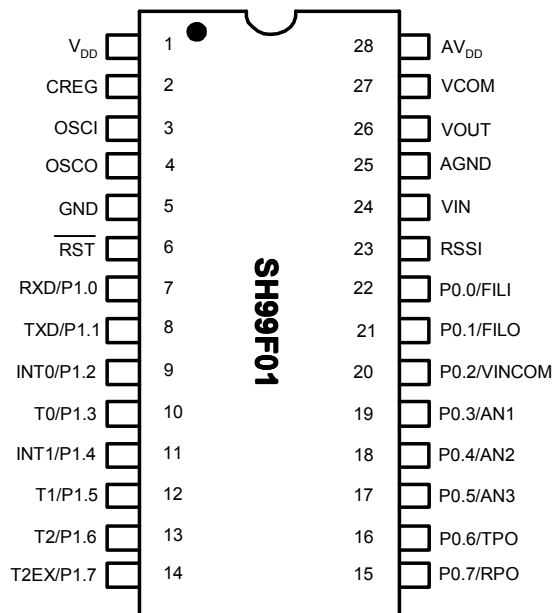 VDD 1 28 AVDD
CREG 2 27 VCOM
OSCI 3 26 VOUT
OSCO 4 25 AGND
GND 5 24 VIN
RST 6 23 RSSI
RXD/P1.0 7 22 P0.0/FILI
TXD/P1.1 8 21 P0.1/FILO
INT0/P1.2 9 20 P0.2/VINCOM
T0/P1.3 10 19 P0.3/AN1
INT1/P1.4 11 18 P0.4/AN2
T1/P1.5 12 17 P0.5/AN3
T2/P1.6 13 16 P0.6/TPO
T2EX/P1.7 14 15 P0.7/RPO
SH99F01